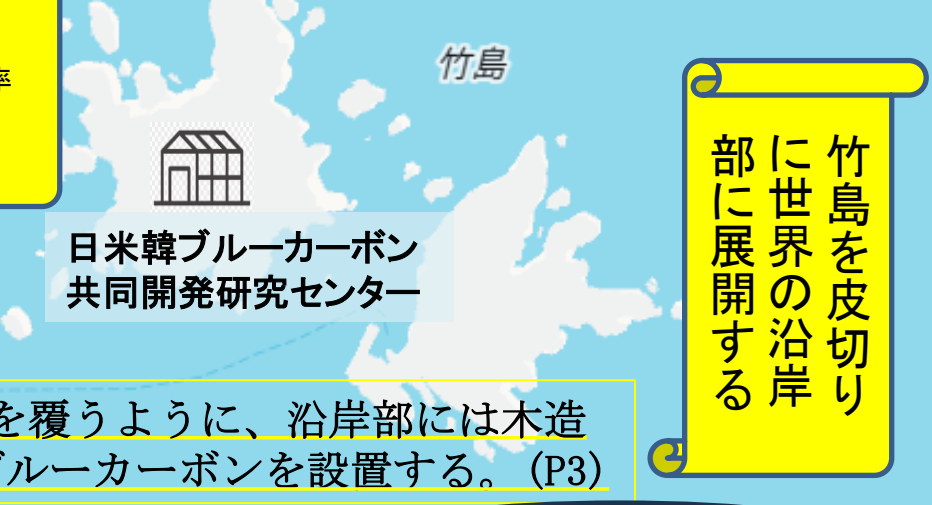 率
竹島
日米韓ブルーカーボン
共同開発研究センター
竹島を皮切り
に世界の沿岸
部に展開する
を覆うように、沿岸部には木造
ブルーカーボンを設置する。(P3)